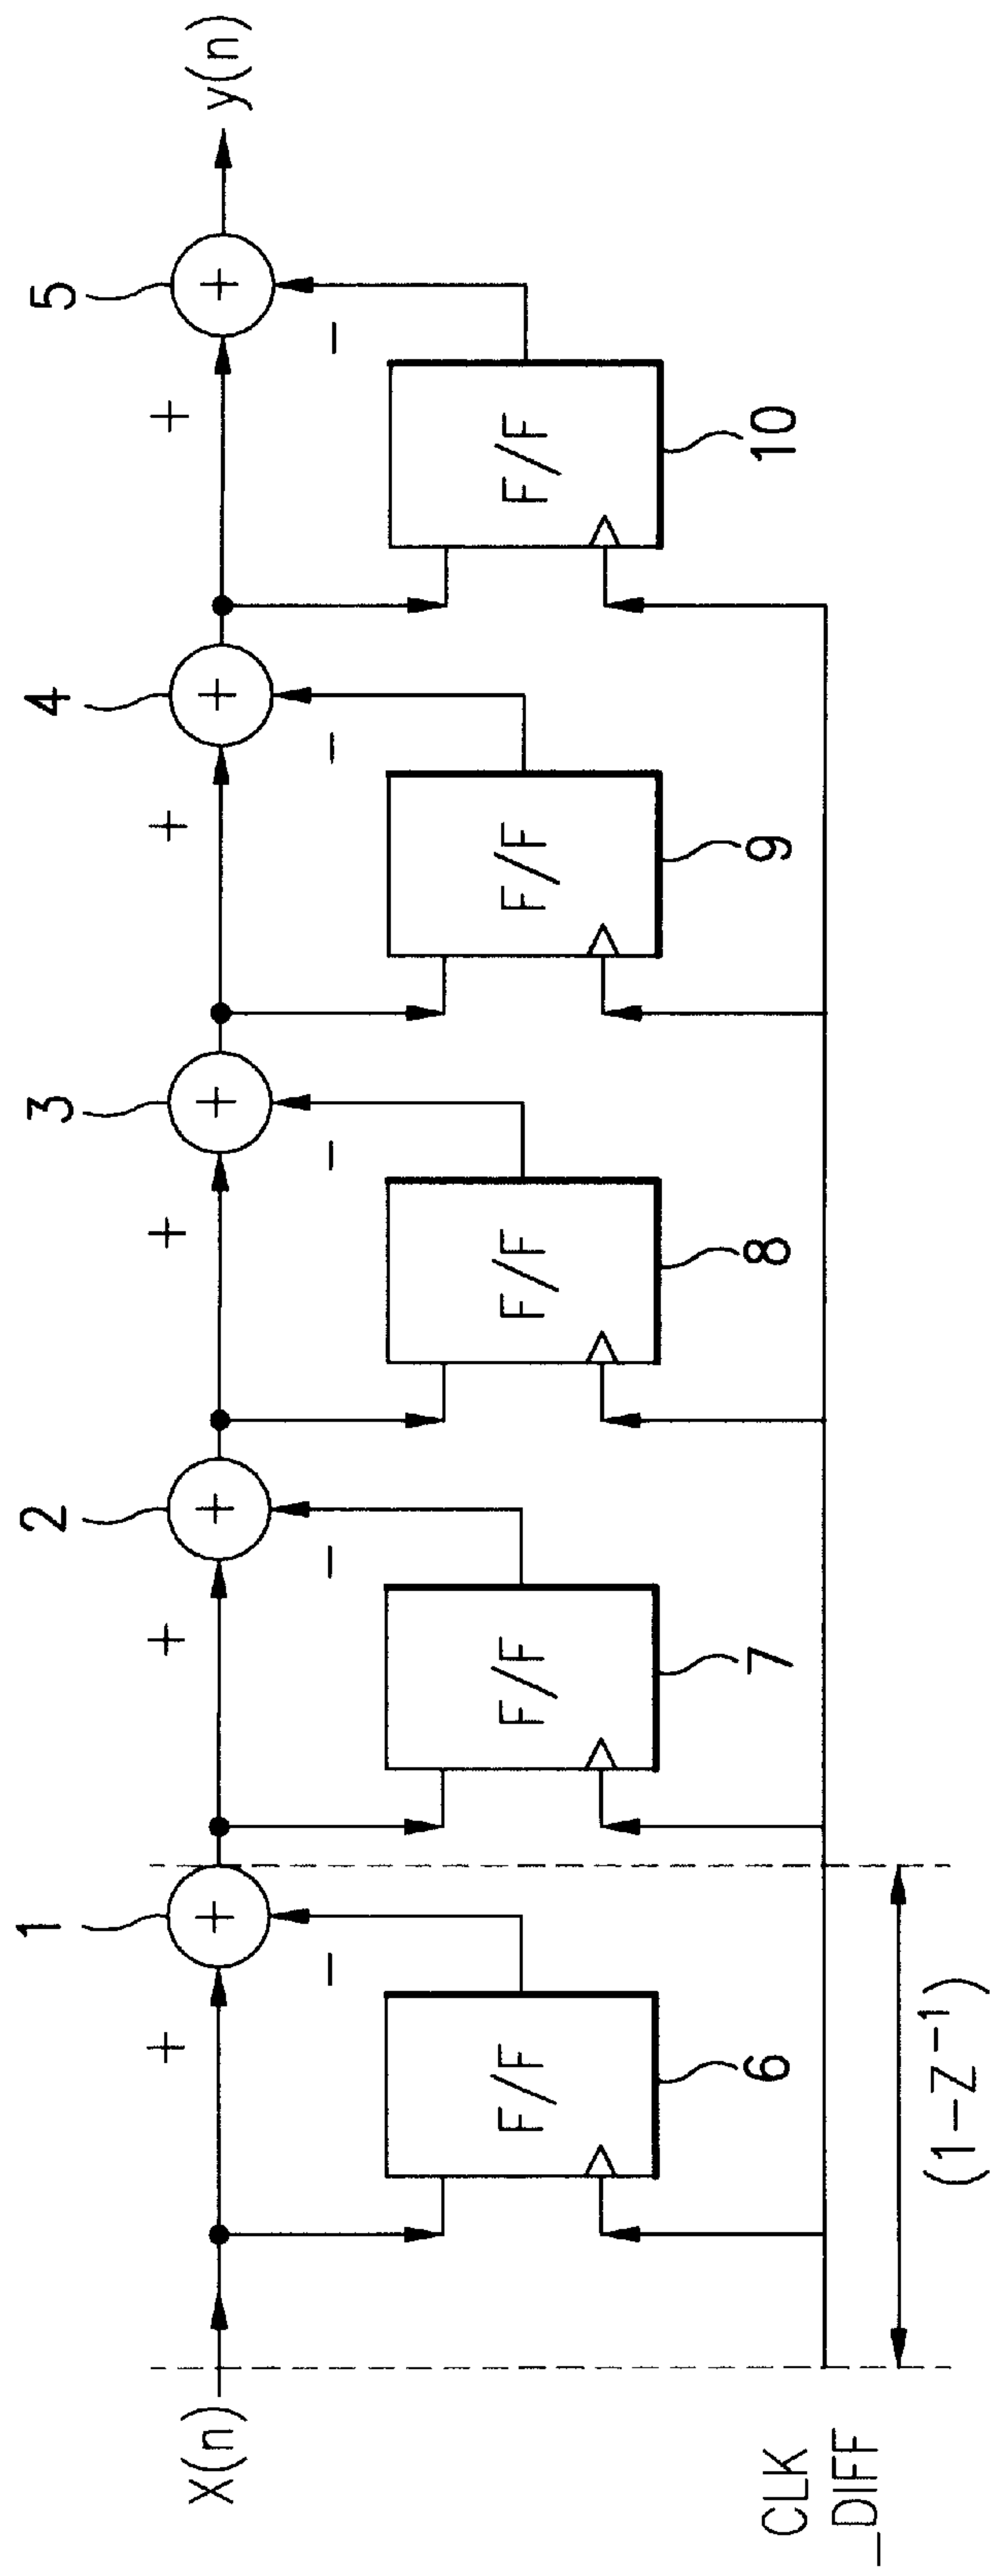 5
4
3
2
1
y(n)
+
+
+
+
+
+
+
+
+
+
−
−
−
−
−
F/F
F/F
F/F
F/F
F/F
10
9
8
7
6
X(n)
CLK
_DIFF
(1−Z⁻¹)